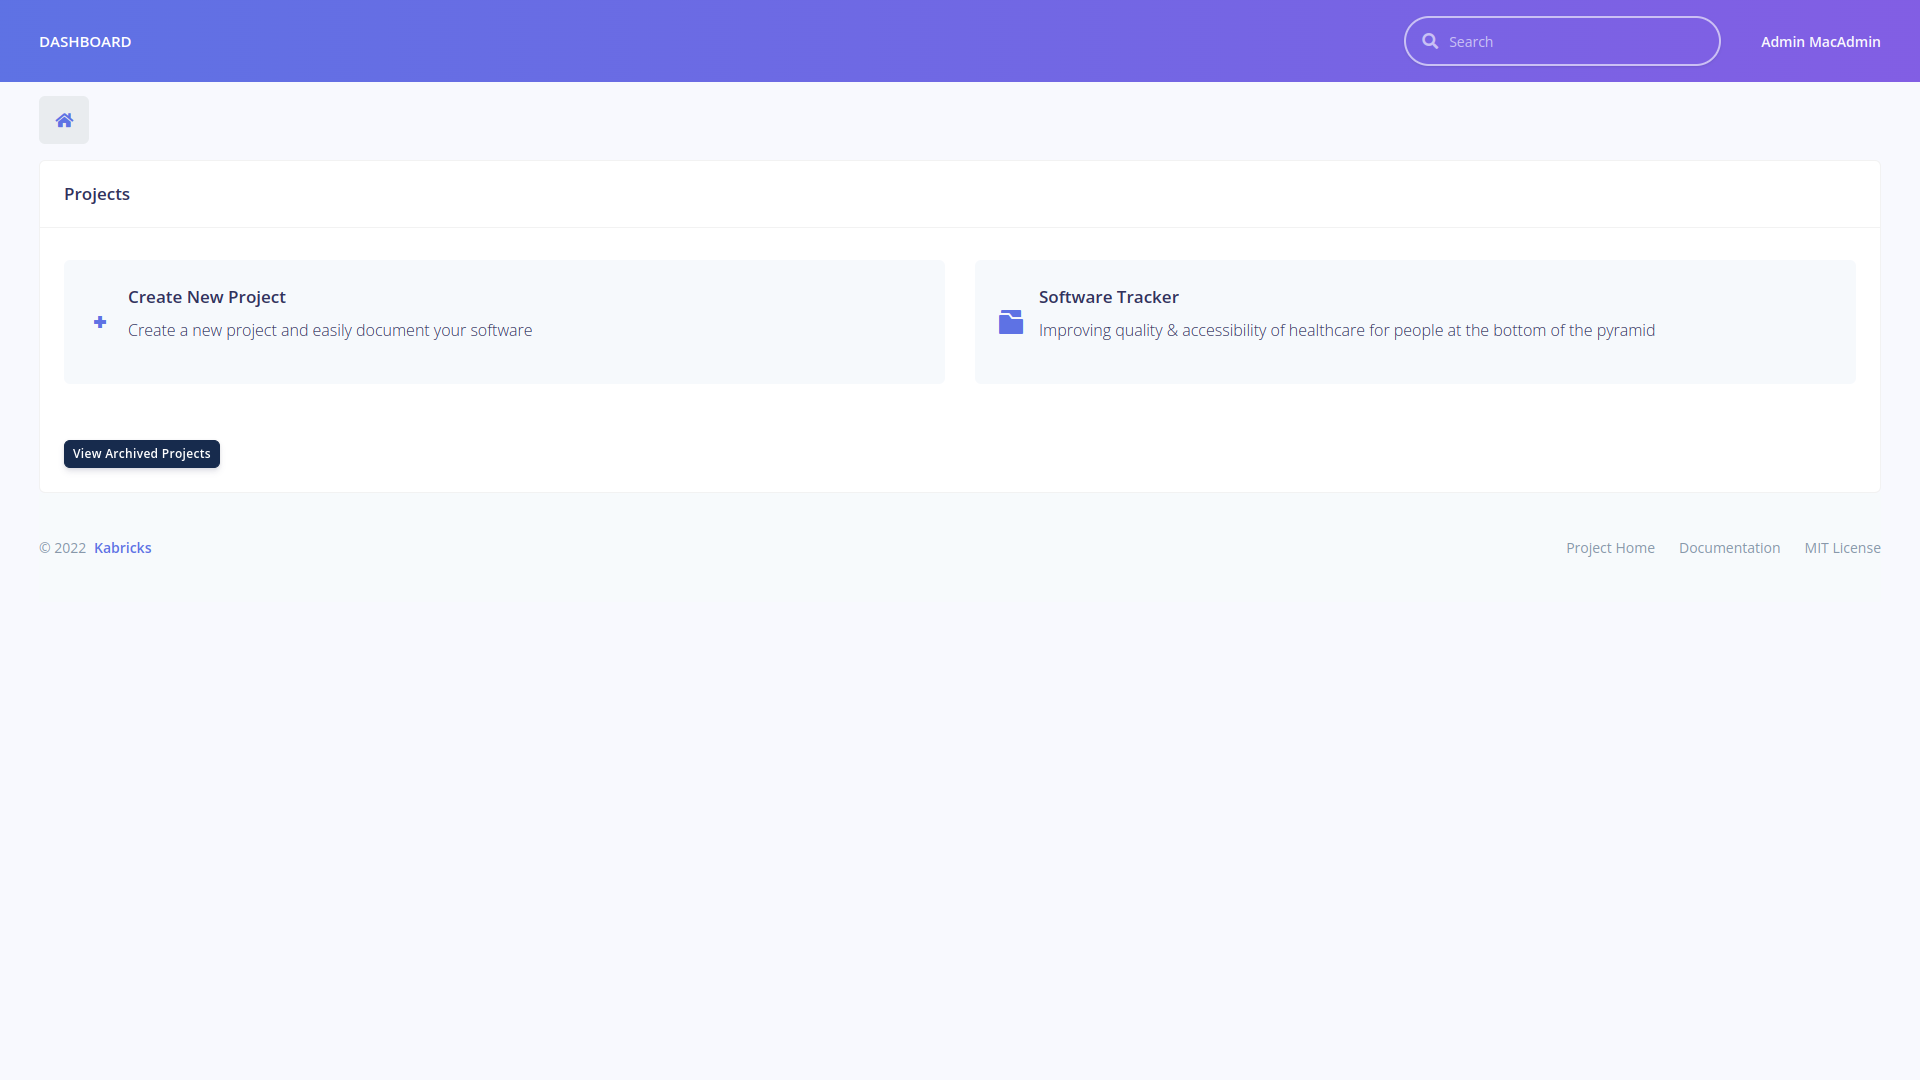 DASHBOARD
Search
Admin MacAdmin
Projects
Create New Project
Create a new project and easily document your software
Software Tracker
Improving quality & accessibility of healthcare for people at the bottom of the pyramid
View Archived Projects
© 2022 Kabricks
Project Home
Documentation
MIT License